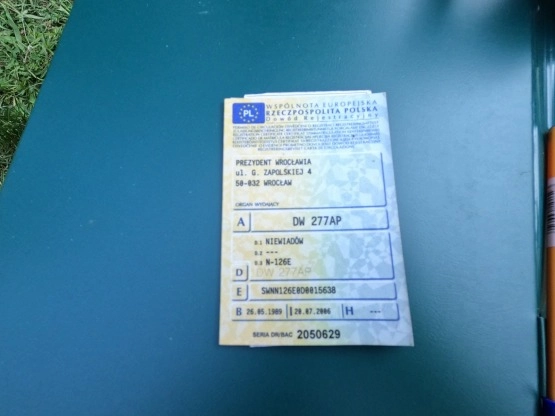 PL
WSPÓLNOTA EUROPEJSKA
RZECZPOSPOLITA POLSKA
Dowód Rejestracyjny
PREZYDENT WROCŁAWIA
ul. G. ZAPOLSKIEJ 4
50-032 WROCŁAW
ORGAN WYDAJĄCY
A DW 277AP
D.1 NIEWIADÓW
D.2 ---
D.3 N-126E
D DW 277AP
E SWNN126E0D0015638
B 26.05.1989 I 20.07.2006 H ---
SERIA DR/BAC 2050629